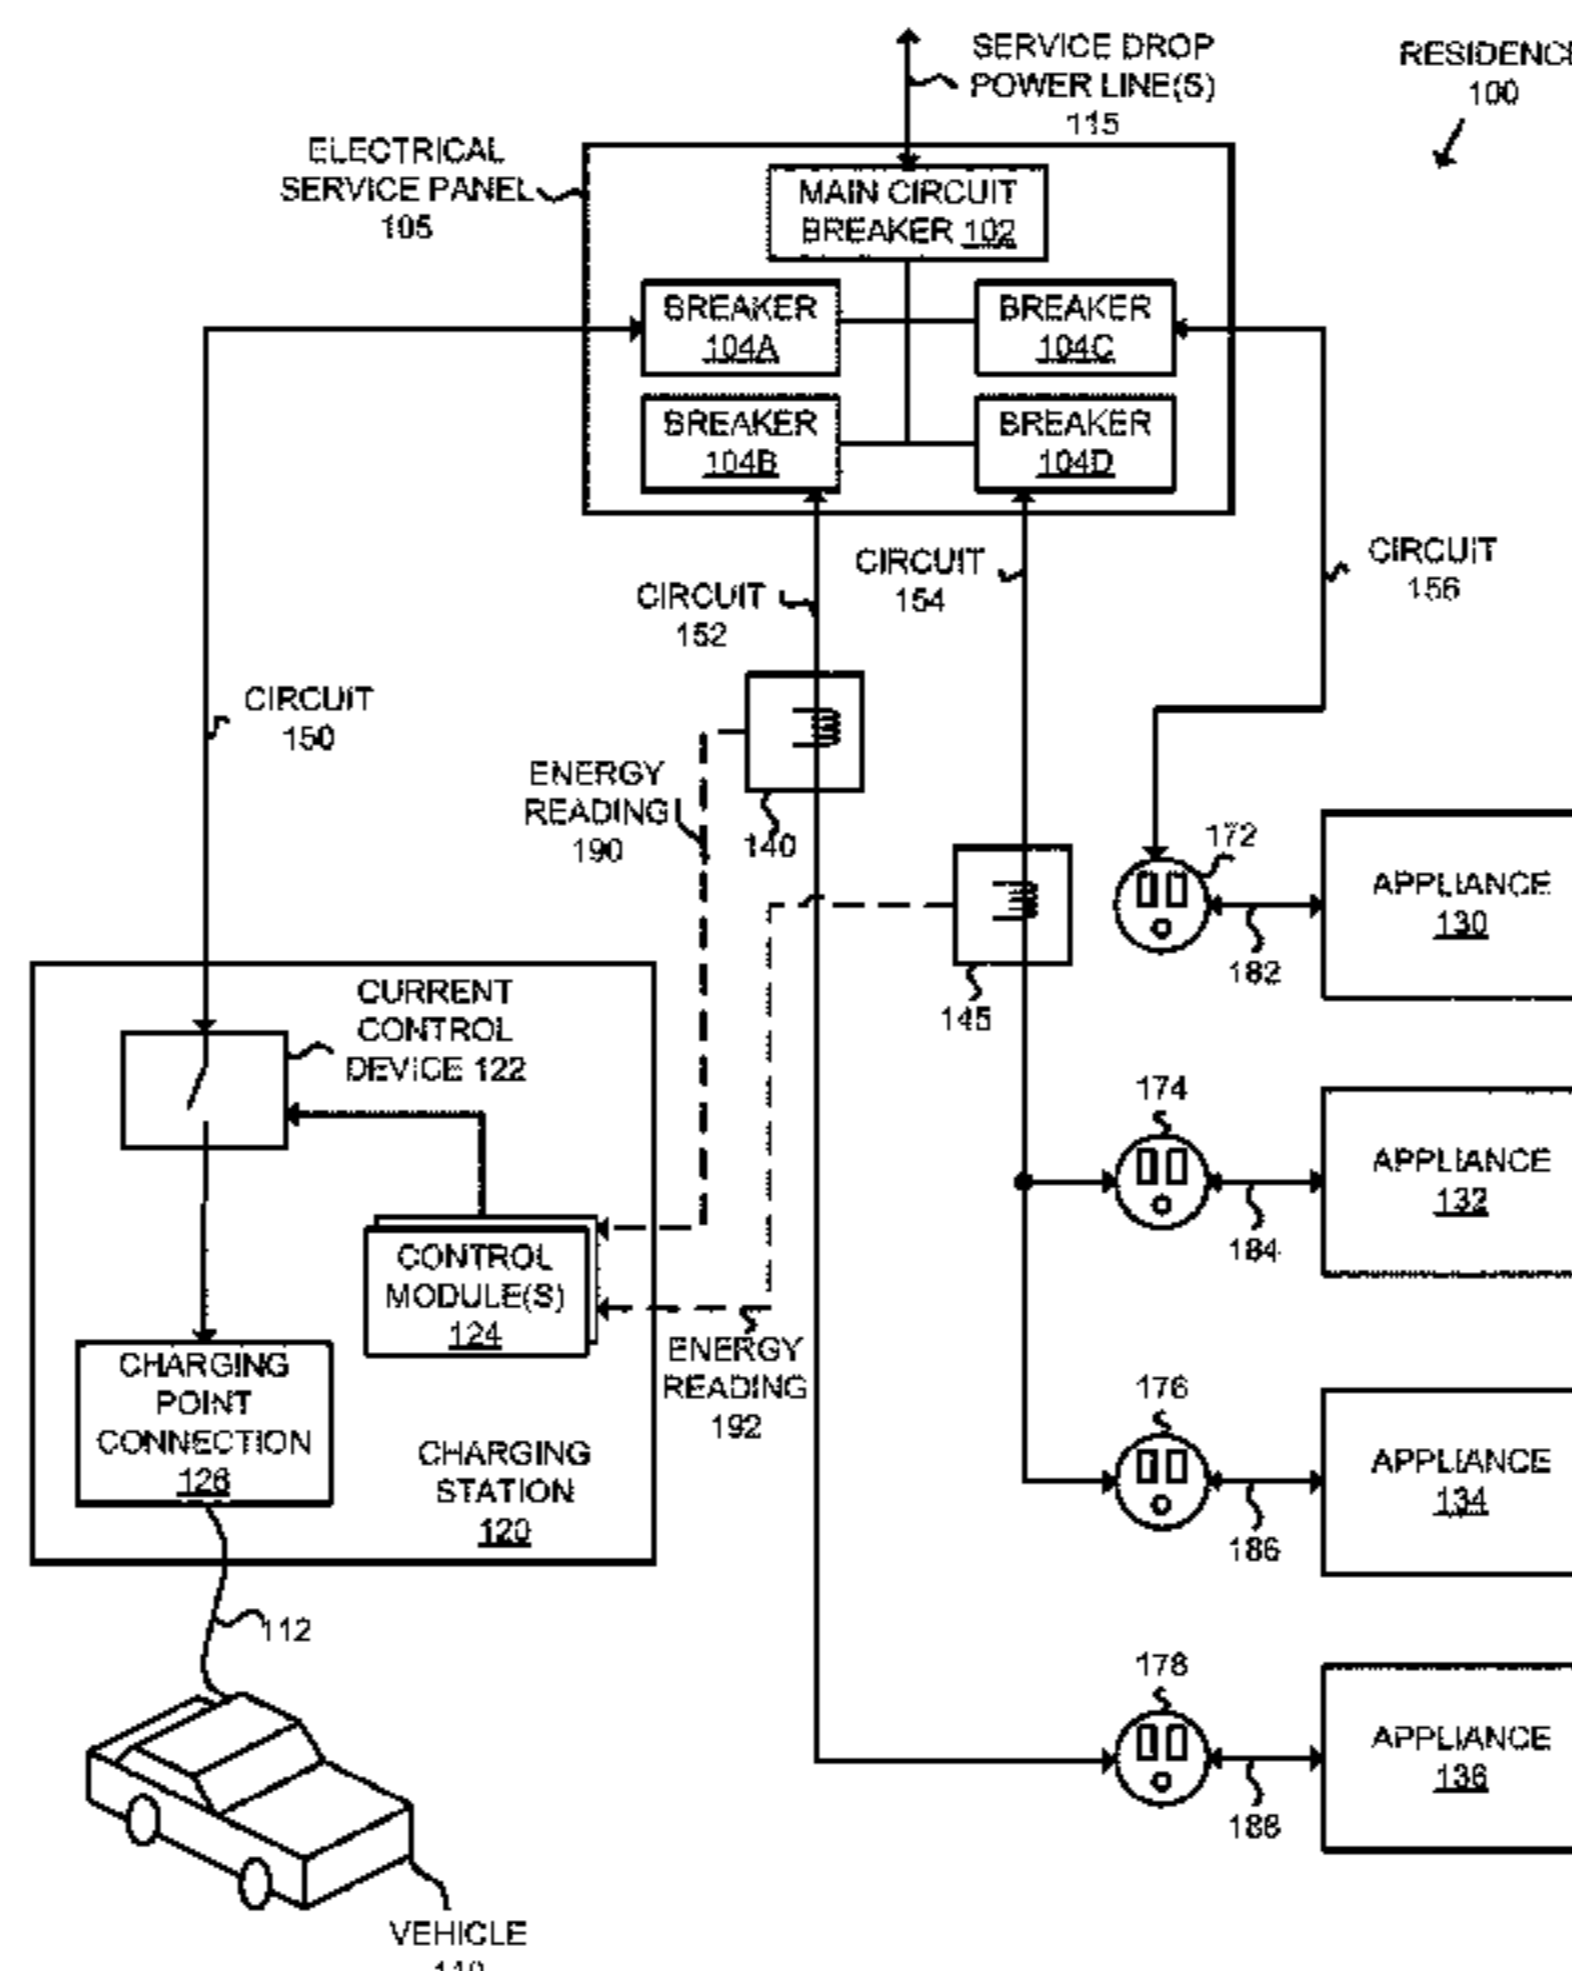 SERVICE DROP
POWER LINE(S)
115
RESIDENCE
100
ELECTRICAL
SERVICE PANEL
105
MAIN CIRCUIT
BREAKER 102
BREAKER
104A
BREAKER
104C
BREAKER
104B
BREAKER
104D
CIRCUIT
152
CIRCUIT
154
CIRCUIT
156
CIRCUIT
150
ENERGY
READING
190
140
145
172
APPLIANCE
130
182
CURRENT
CONTROL
DEVICE 122
174
APPLIANCE
132
184
CONTROL
MODULE(S)
124
ENERGY
READING
192
CHARGING
POINT
CONNECTION
126
CHARGING
STATION
120
176
APPLIANCE
134
186
112
178
APPLIANCE
136
188
VEHICLE
110